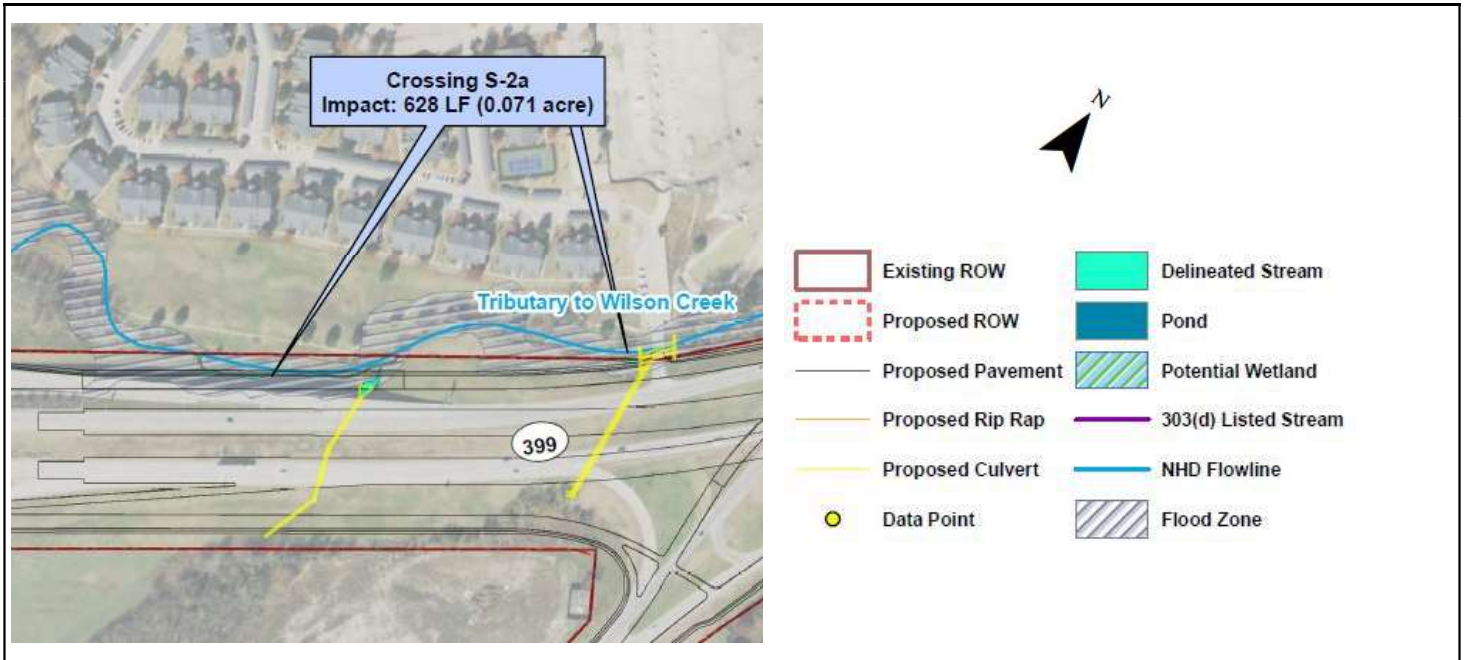 Crossing S-2a
Impact: 628 LF (0.071 acre)
Tributary to Wilson Creek
399
N
Existing ROW
Delineated Stream
Proposed ROW
Pond
Proposed Pavement
Potential Wetland
Proposed Rip Rap
303(d) Listed Stream
Proposed Culvert
NHD Flowline
Data Point
Flood Zone